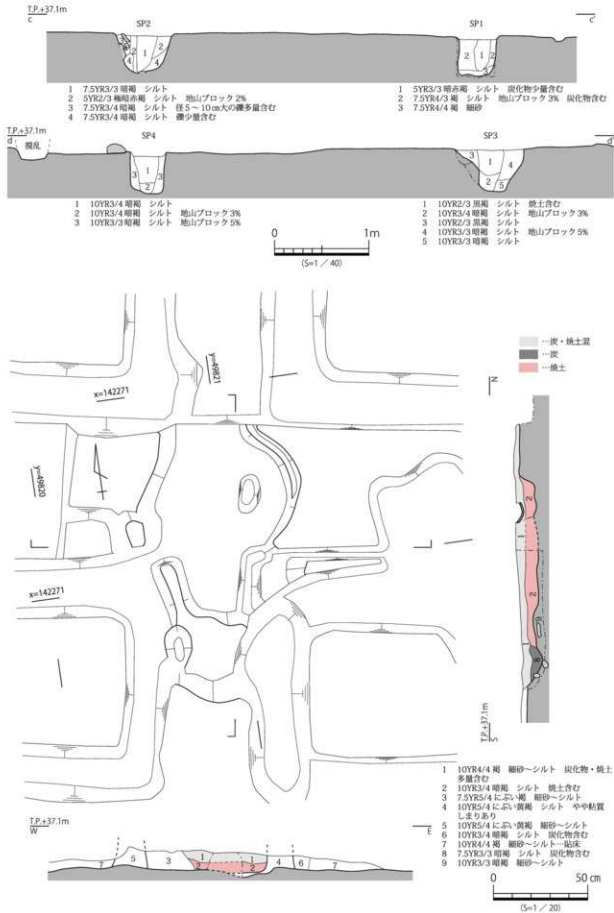 T.P.+37.1m
c
SP2
SP1
c'
1 7.5YR3/3 暗褐 シルト
2 5YR2/3 極暗赤褐 シルト 地山ブロック 2%
3 7.5YR3/4 暗褐 シルト 径5～10㎝大の礫多量含む
4 7.5YR3/4 暗褐 シルト 礫少量含む
1 5YR3/3 暗赤褐 シルト 炭化物少量含む
2 7.5YR4/3 褐 シルト 地山ブロック 3% 炭化物含む
3 7.5YR4/4 褐 細砂
T.P.+37.1m
d
撹乱
SP4
SP3
d'
1 10YR3/4 暗褐 シルト
2 10YR3/4 暗褐 シルト 地山ブロック 3%
3 10YR3/3 暗褐 シルト 地山ブロック 5%
1 10YR2/3 黒褐 シルト 焼土含む
2 10YR3/4 暗褐 シルト 地山ブロック 3%
3 10YR2/3 黒褐 シルト
4 10YR3/3 暗褐 シルト 地山ブロック 5%
5 10YR3/3 暗褐 シルト
0 1m
(S=1／40)
…炭・焼土混
…炭
…焼土
x=142271
y=49821
y=49820
x=142271
N
1
2
2
9
8
S
T.P.+37.1m
1 10YR4/4 褐 細砂～シルト 炭化物・焼土
多量含む
2 10YR3/4 暗褐 シルト 焼土含む
3 7.5YR5/4 にぶい褐 細砂～シルト
4 10YR5/4 にぶい黄褐 シルト やや粘質
しまりあり
5 10YR5/4 にぶい黄褐 細砂～シルト
6 10YR3/4 暗褐 シルト 炭化物含む
7 10YR4/4 褐 細砂～シルト…貼床
8 7.5YR3/3 暗褐 シルト 炭化物含む
9 10YR3/3 暗褐 細砂～シルト
T.P.+37.1m
W
E
7 5 3 1 1 4 6 7
2 2
0 50 cm
(S=1／20)